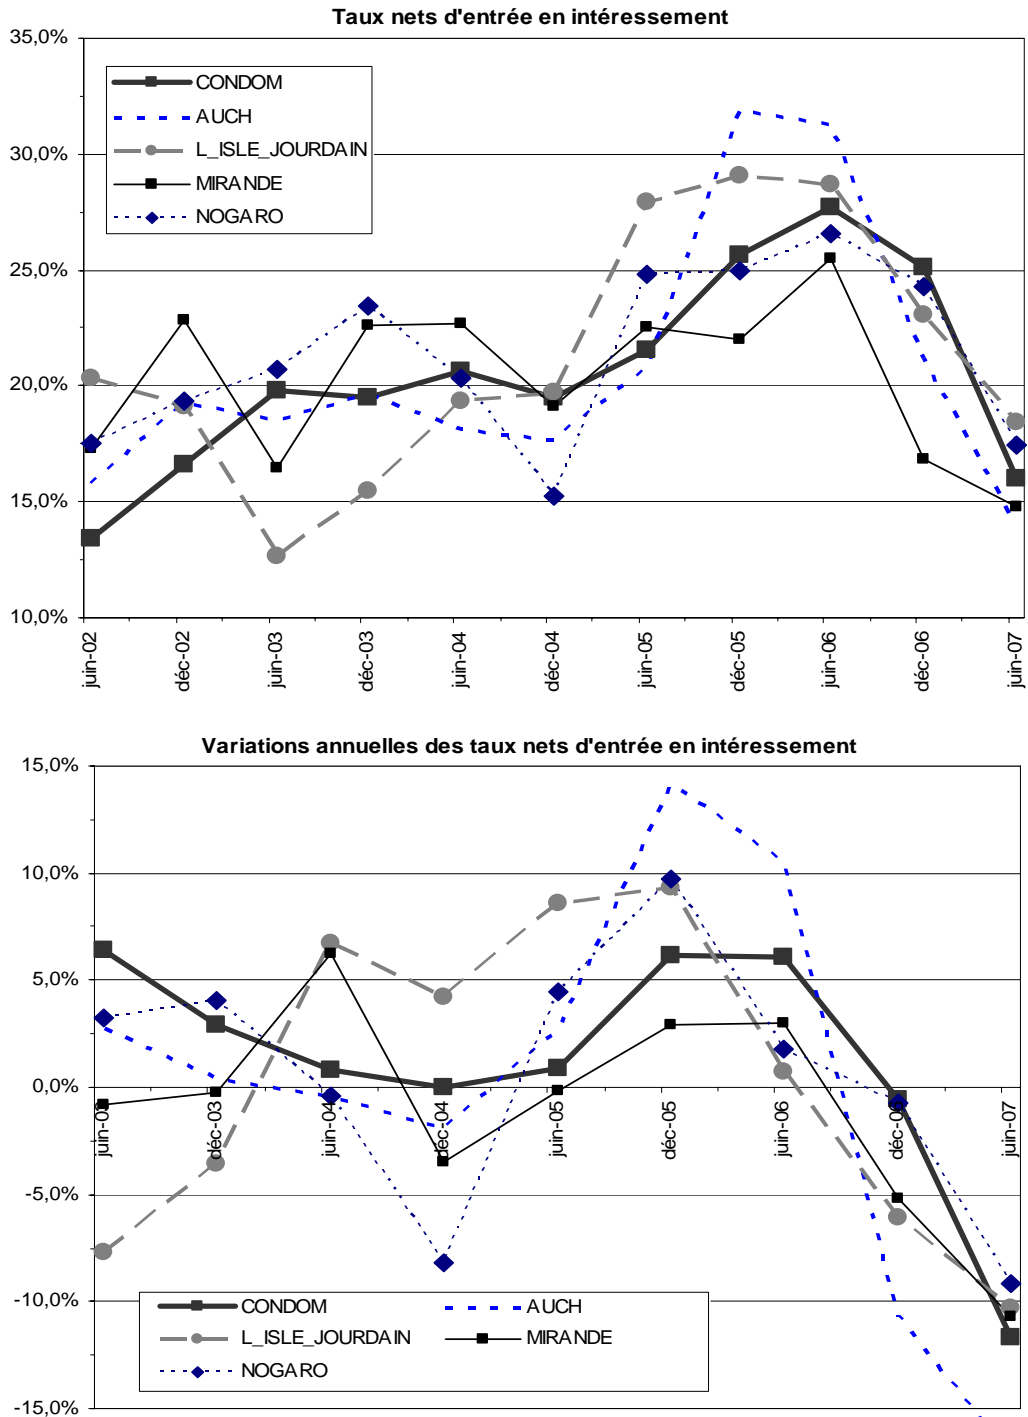 Taux nets d'entrée en intéressement
35,0%
30,0%
25,0%
20,0%
15,0%
10,0%
CONDOM
AUCH
L_ISLE_JOURDAIN
MIRANDE
NOGARO
juin-02
déc-02
juin-03
déc-03
juin-04
déc-04
juin-05
déc-05
juin-06
déc-06
juin-07
Variations annuelles des taux nets d'entrée en intéressement
15,0%
10,0%
5,0%
0,0%
-5,0%
-10,0%
-15,0%
juin-03
déc-03
juin-04
déc-04
juin-05
déc-05
juin-06
déc-06
juin-07
CONDOM
AUCH
L_ISLE_JOURDAIN
MIRANDE
NOGARO